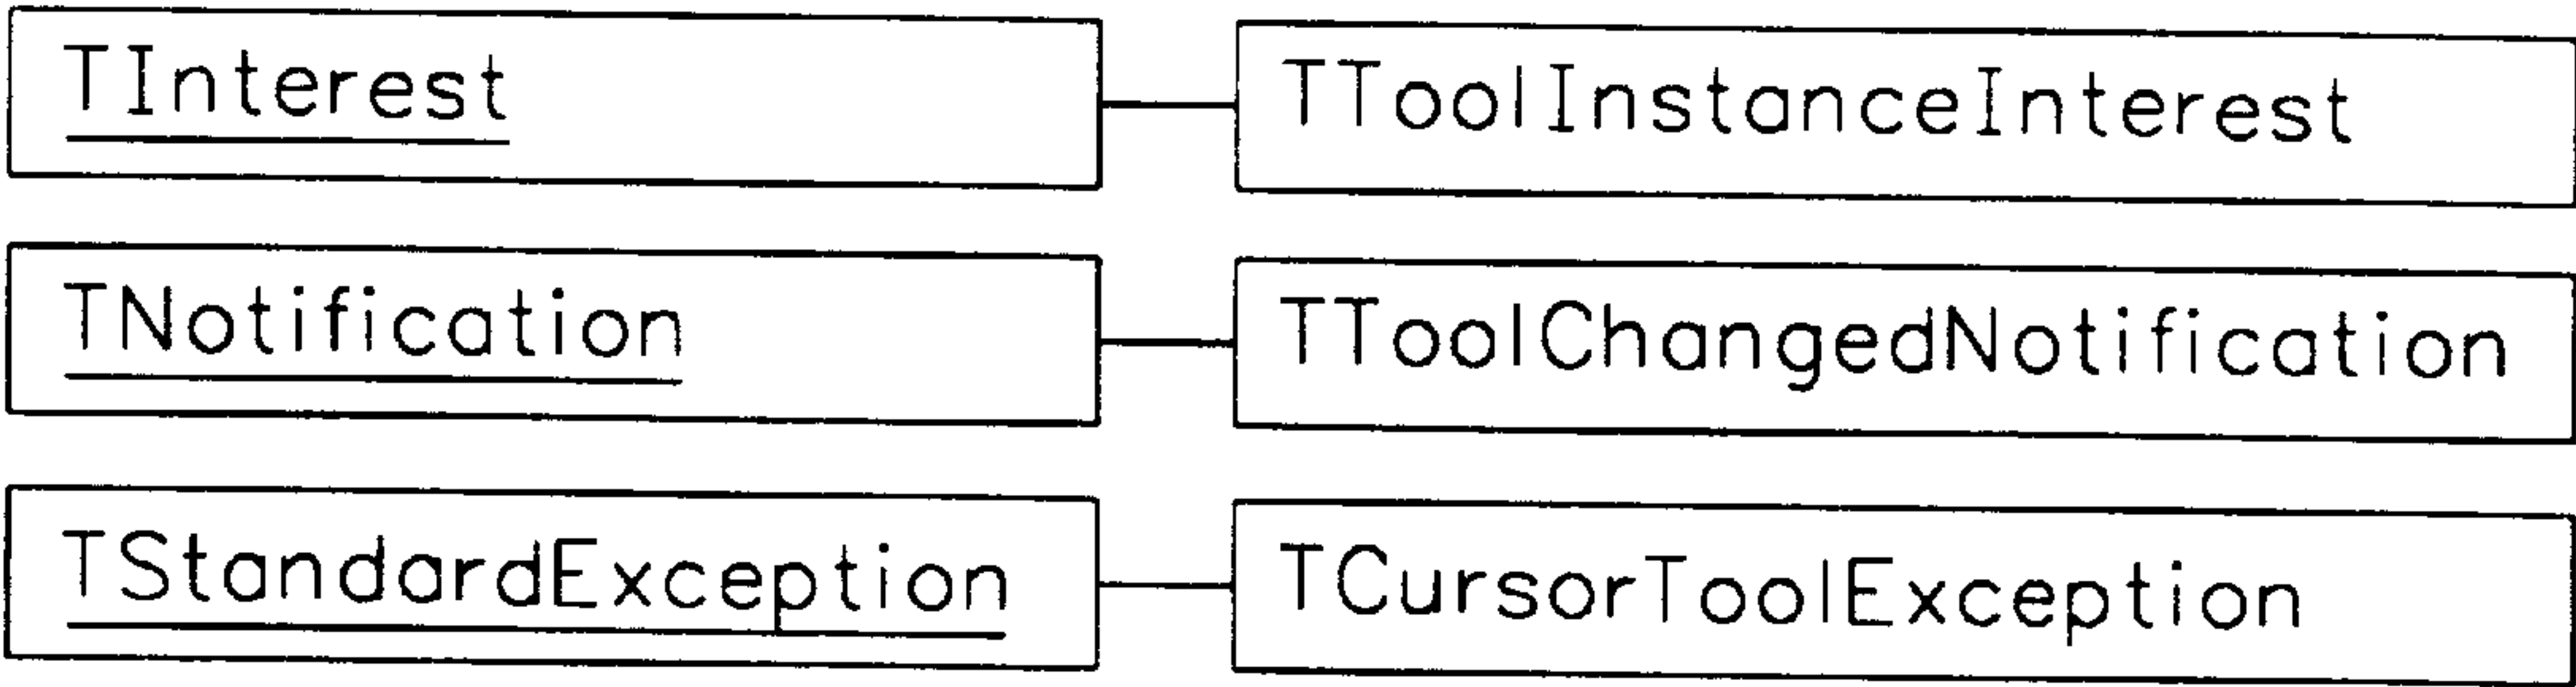 TInterest TToolInstanceInterest
TNotification TToolChangedNotification
TStandardException TCursorToolException